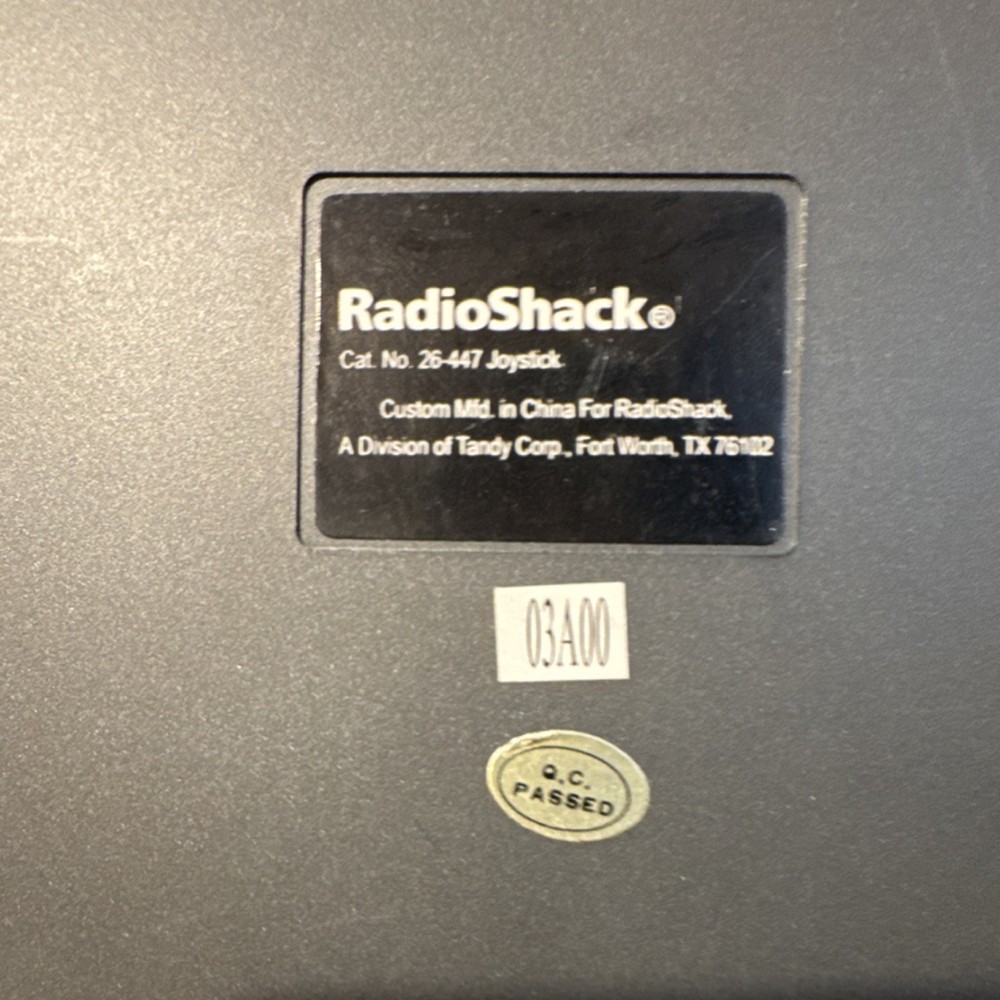 RadioShack®
Cat. No. 26-447 Joystick
Custom Mfd. in China For RadioShack,
A Division of Tandy Corp., Fort Worth, TX 76102
03A00
Q.C.
PASSED